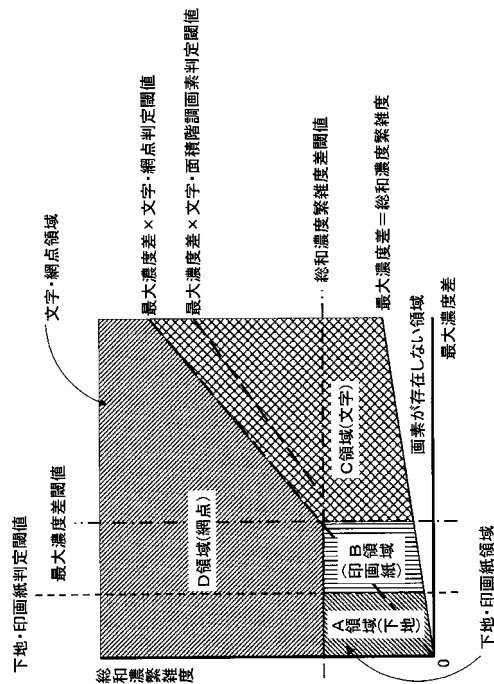 文字・網点領域
最大濃度差×文字・網点判定閾値
最大濃度差×文字・面積階調画素判定閾値
総和濃度繁雑度差閾値
最大濃度差＝総和濃度繁雑度
画素が存在しない領域
最大濃度差
下地・印画紙判定閾値
最大濃度差閾値
総和濃度繁雑度
D領域(網点)
C領域(文字)
B領域
(印画紙)
A領域(下地)
0
下地・印画紙領域